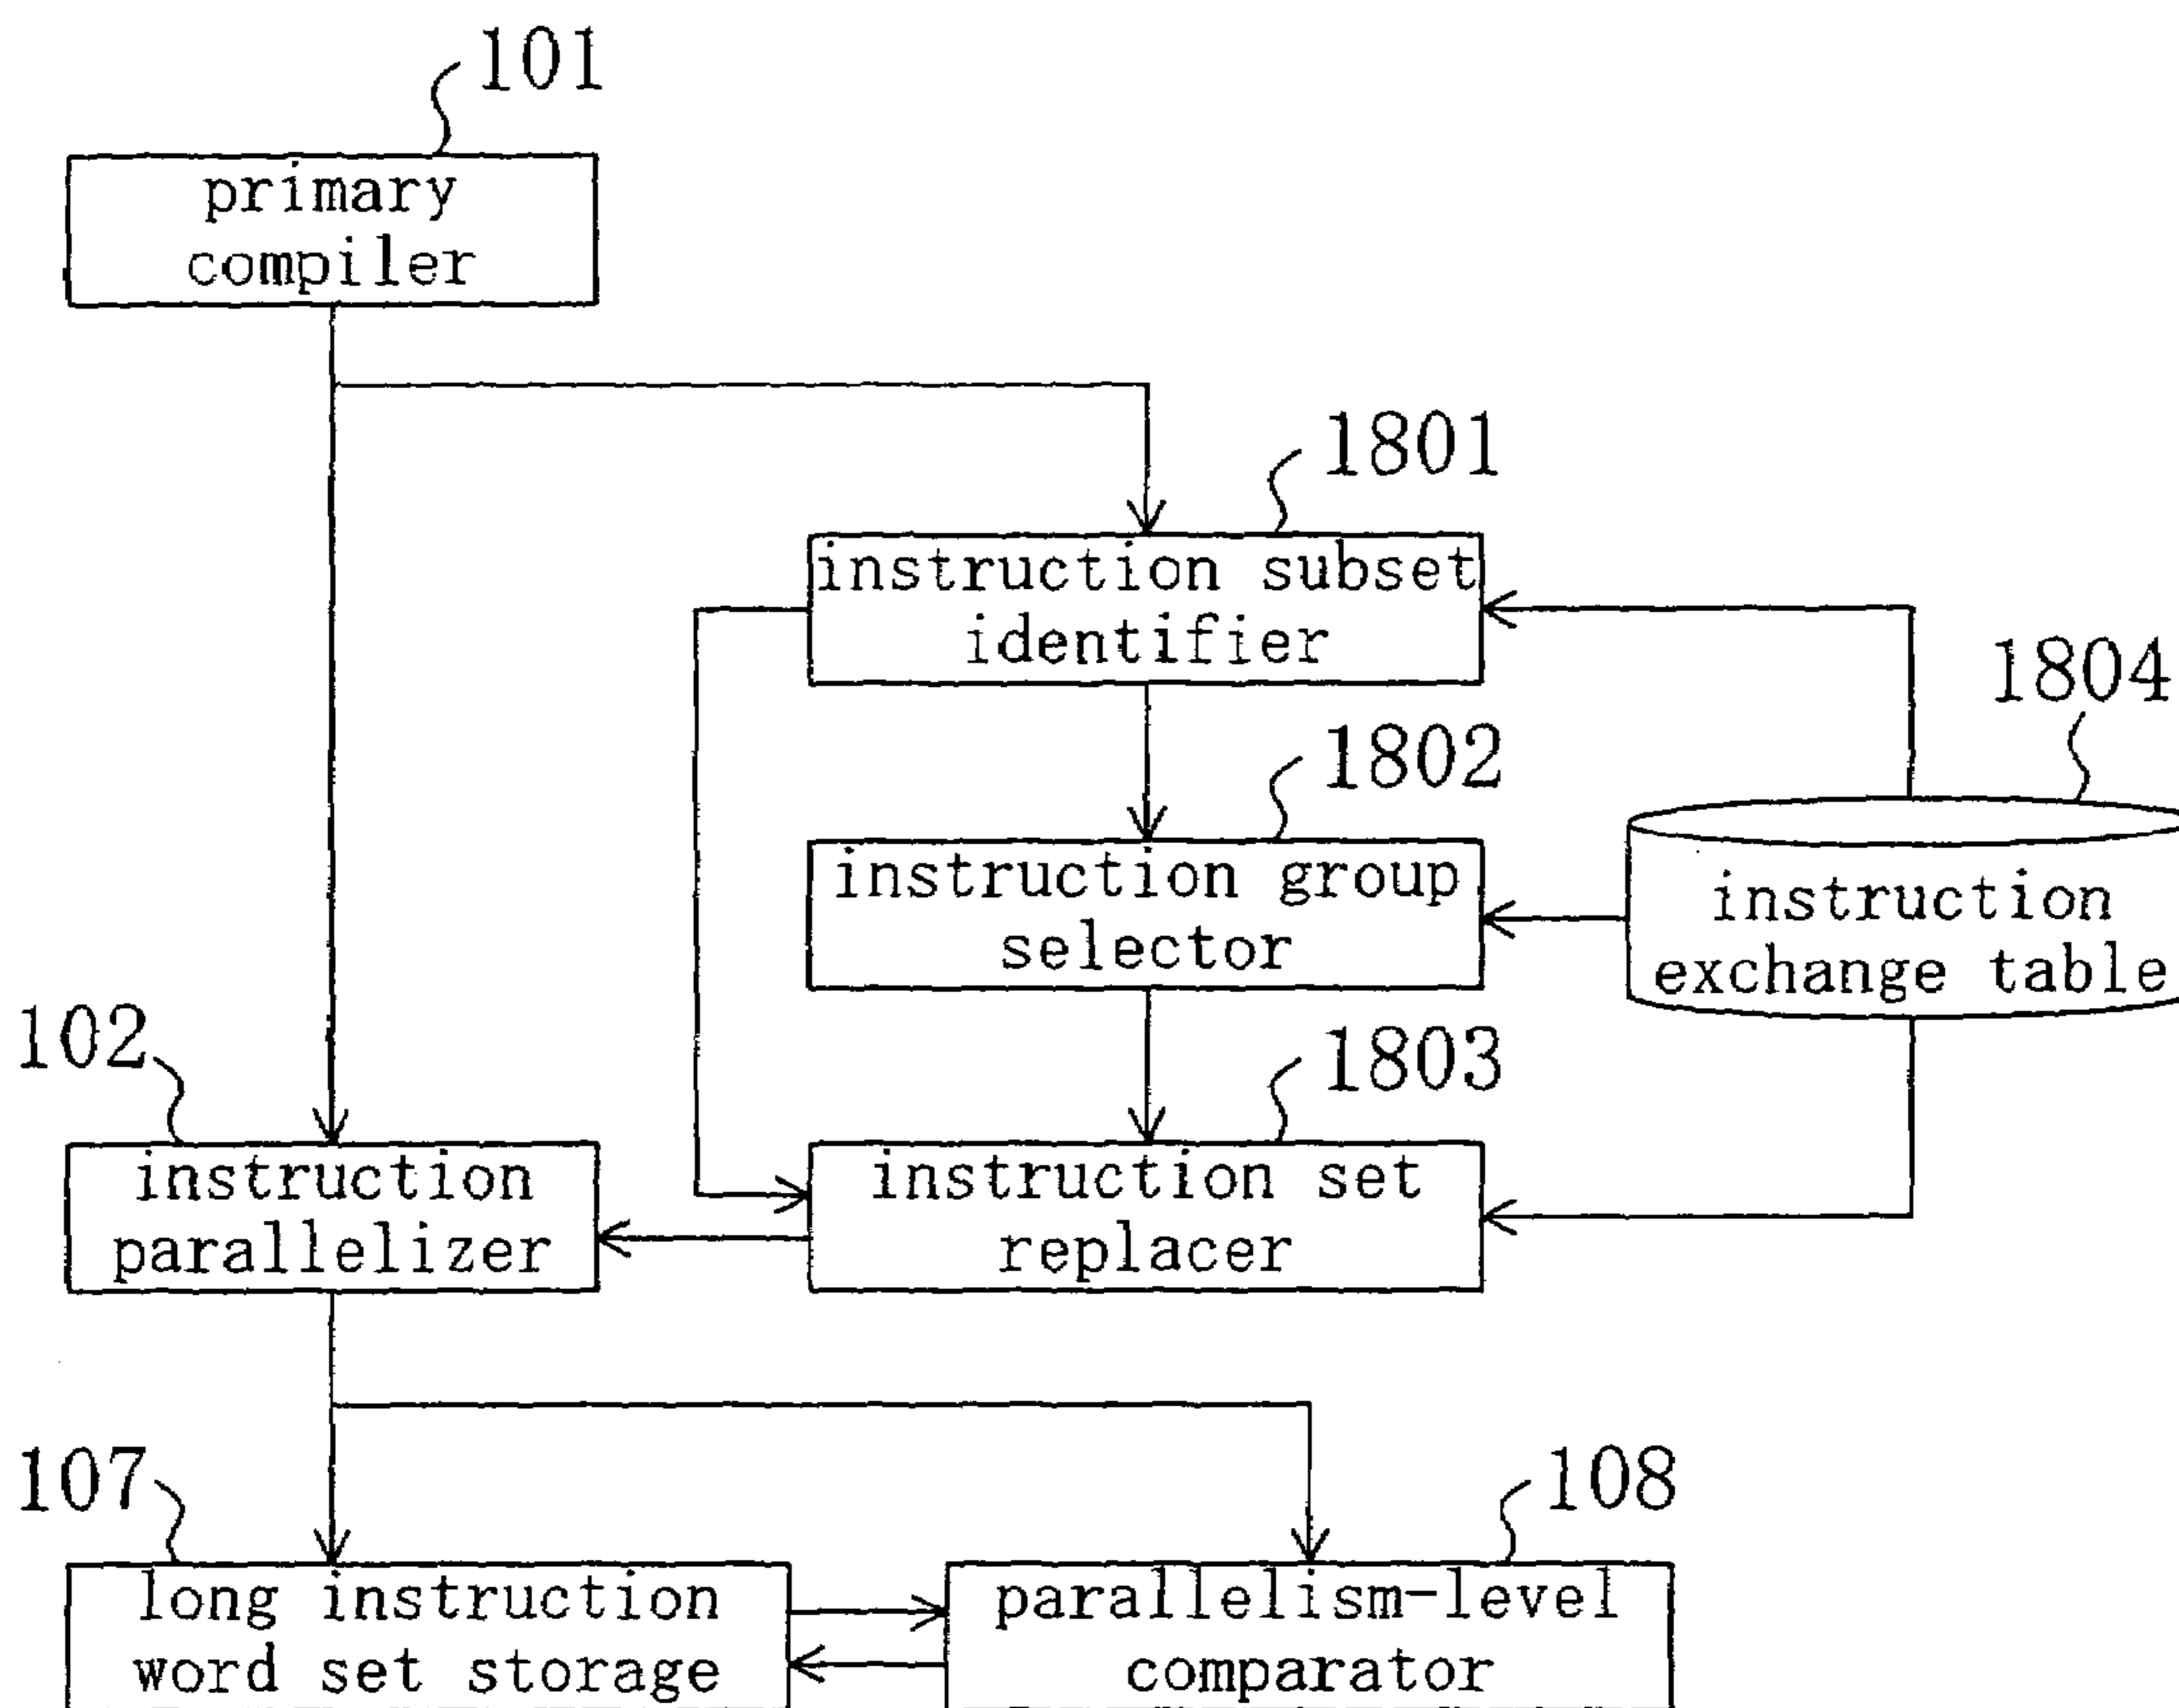 101
primary
compiler
1801
instruction subset
identifier
1804
1802
instruction group
selector
instruction
exchange table
102
1803
instruction
parallelizer
instruction set
replacer
107
108
long instruction
word set storage
parallelism-level
comparator